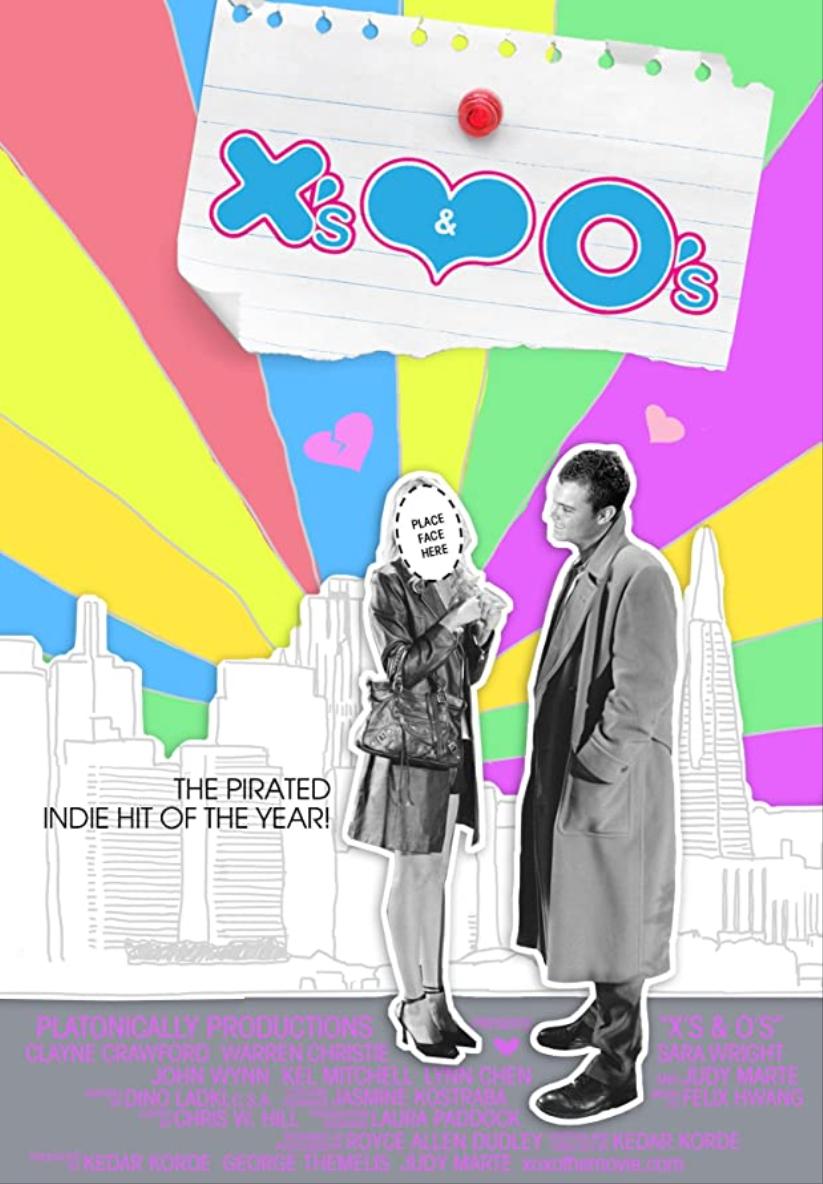 X's & O's
PLACE
FACE
HERE
THE PIRATED
INDIE HIT OF THE YEAR!
PLATONICALLY PRODUCTIONS "X'S & O'S"
CLAYNE CRAWFORD WARREN CHRISTIE SARA WRIGHT
JOHN WYNN KEL MITCHELL LYNN CHEN AND JUDY MARTE
DINO LADKI, C.S.A. JASMINE KOSTRABA FELIX HWANG
CHRIS W. HILL LAURA PADDOCK
ROYCE ALLEN DUDLEY KEDAR KORDE
KEDAR KORDE GEORGE THEMELIS JUDY MARTE xoxothemovie.com